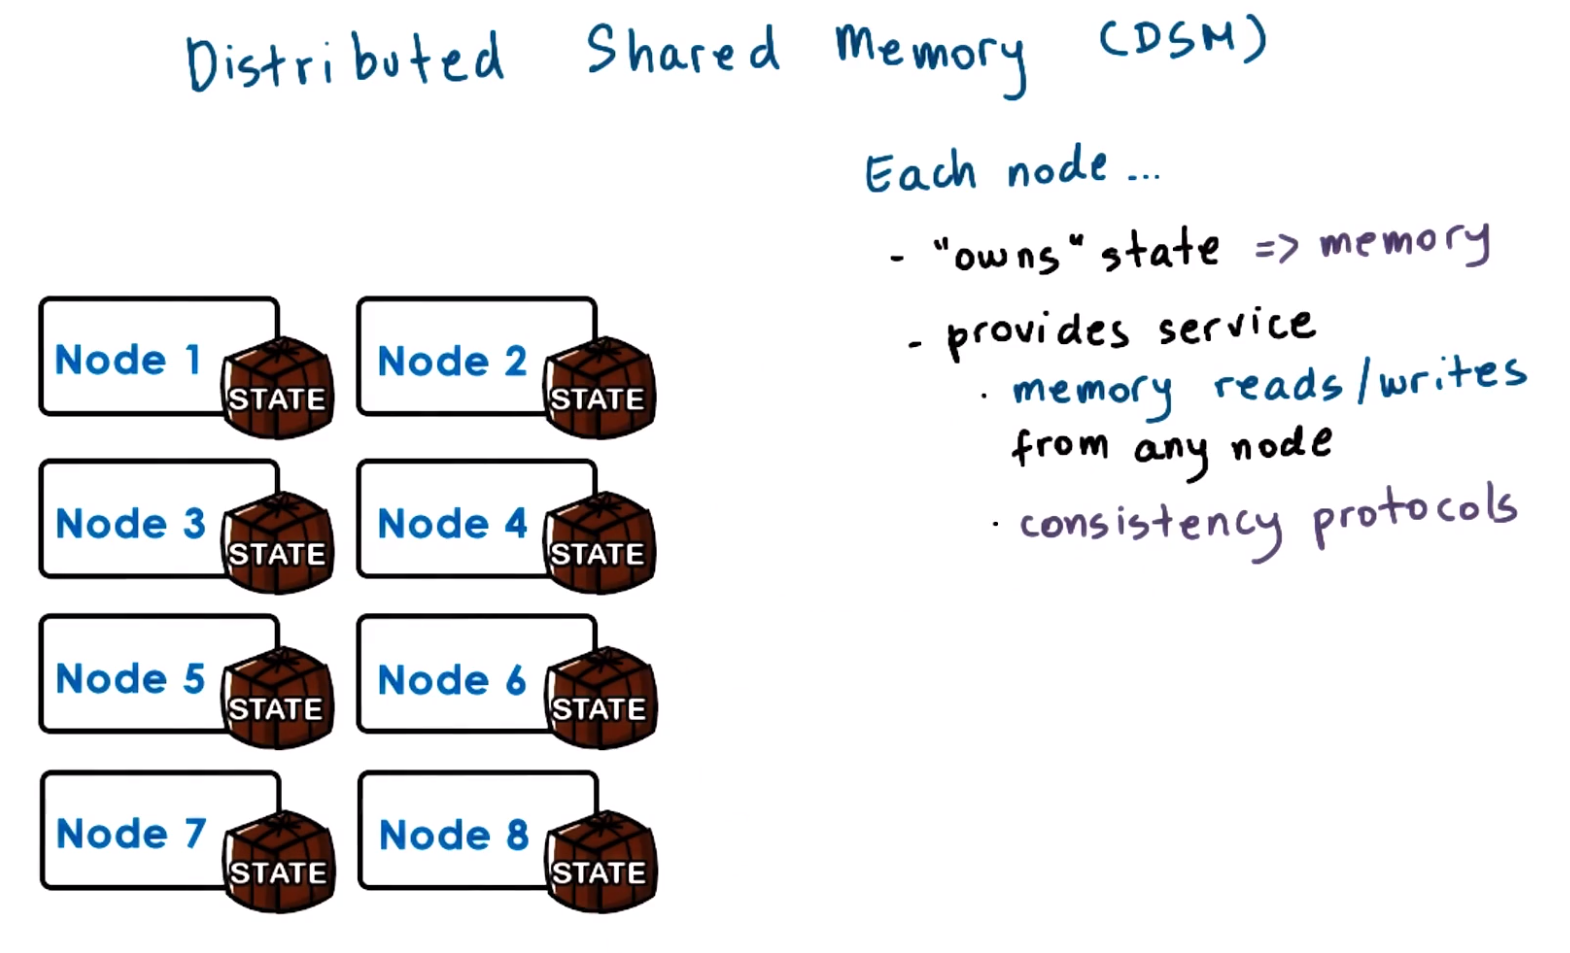 Distributed Shared Memory (DSM)
Each node...
- "owns" state => memory
- provides service
· memory reads/writes
from any node
· consistency protocols
Node 1
STATE
Node 2
STATE
Node 3
STATE
Node 4
STATE
Node 5
STATE
Node 6
STATE
Node 7
STATE
Node 8
STATE